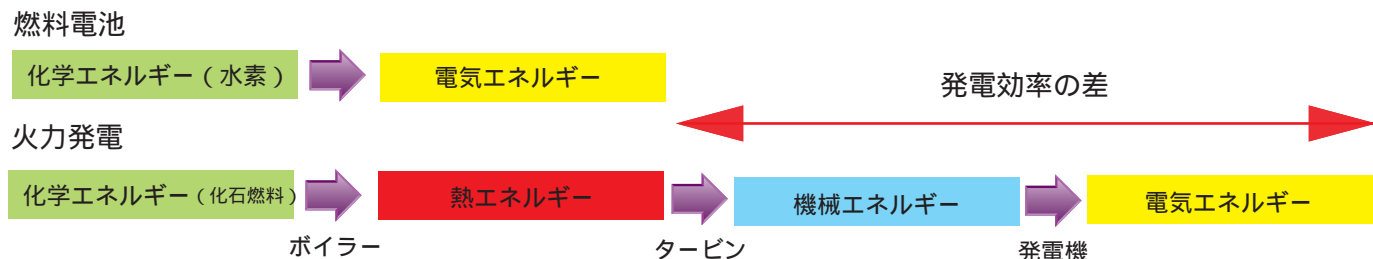 燃料電池
化学エネルギー(水素) 電気エネルギー
発電効率の差
火力発電
化学エネルギー(化石燃料) 熱エネルギー 機械エネルギー 電気エネルギー
ボイラー タービン 発電機